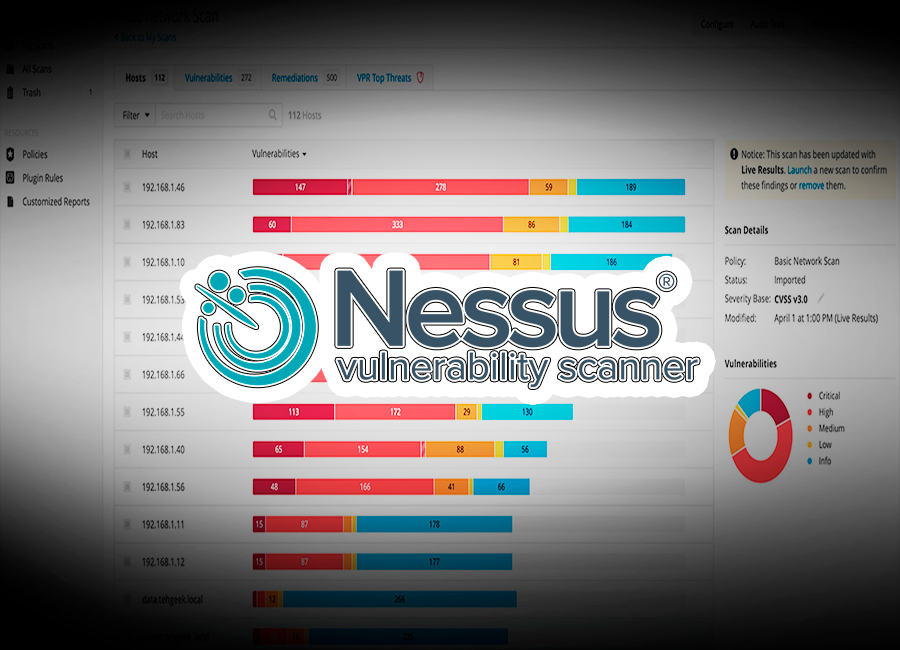 Network Scan
Configure
< Back to My Scans
All Scans
Trash 1
Hosts 112 Vulnerabilities 272 Remediations 500 VPR Top Threats
Filter Search Hosts 112 Hosts
RESOURCES
Policies
Plugin Rules
Customized Reports
Host Vulnerabilities
192.168.1.46 147 278 59 189
192.168.1.83 60 333 86 184
192.168.1.10 81 186
192.168.1.53
192.168.1.44
192.168.1.66
192.168.1.55 113 172 29 130
192.168.1.40 65 154 88 56
192.168.1.56 48 166 41 66
192.168.1.11 15 87 178
192.168.1.12 15 87 177
data.tehgeek.local 12 266
Nessus®
vulnerability scanner
Notice: This scan has been updated with
Live Results. Launch a new scan to confirm
these findings or remove them.
Scan Details
Policy: Basic Network Scan
Status: Imported
Severity Base: CVSS v3.0
Modified: April 1 at 1:00 PM (Live Results)
Vulnerabilities
Critical
High
Medium
Low
Info